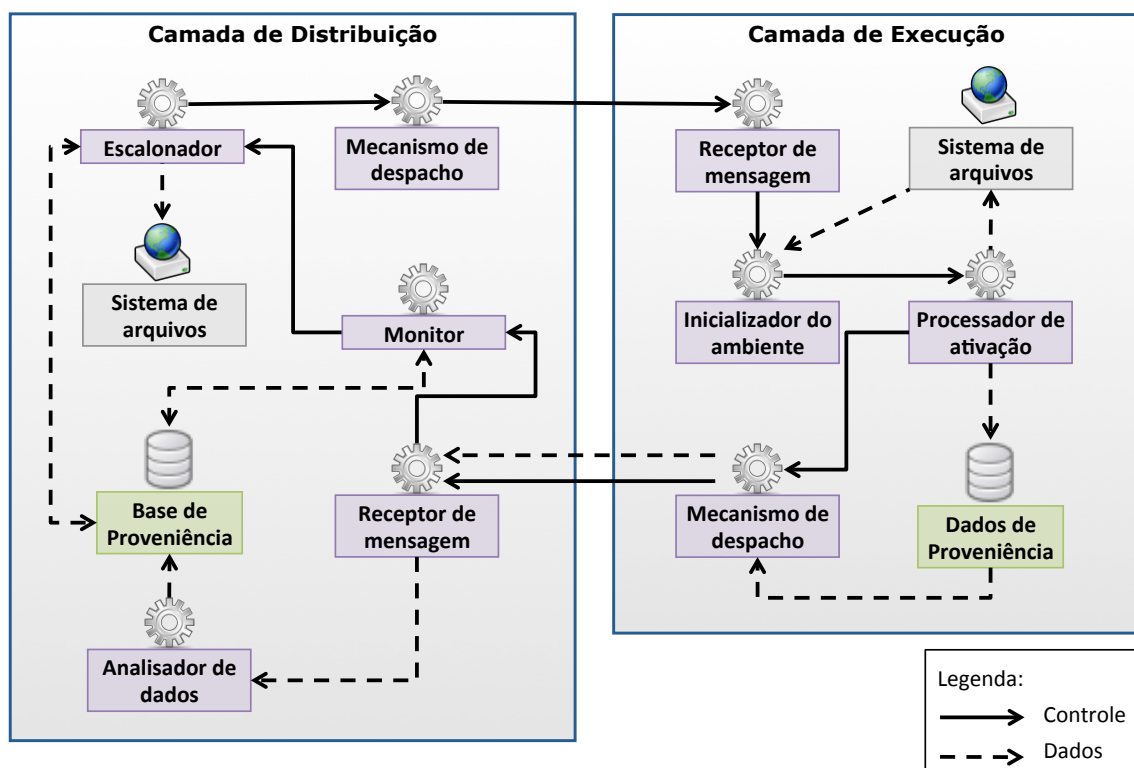 Camada de Distribuição
Escalonador
Mecanismo de
despacho
Sistema de
arquivos
Monitor
Base de
Proveniência
Receptor de
mensagem
Analisador de
dados
Camada de Execução
Receptor de
mensagem
Sistema de
arquivos
Inicializador do
ambiente
Processador de
ativação
Mecanismo de
despacho
Dados de
Proveniência
Legenda:
Controle
Dados